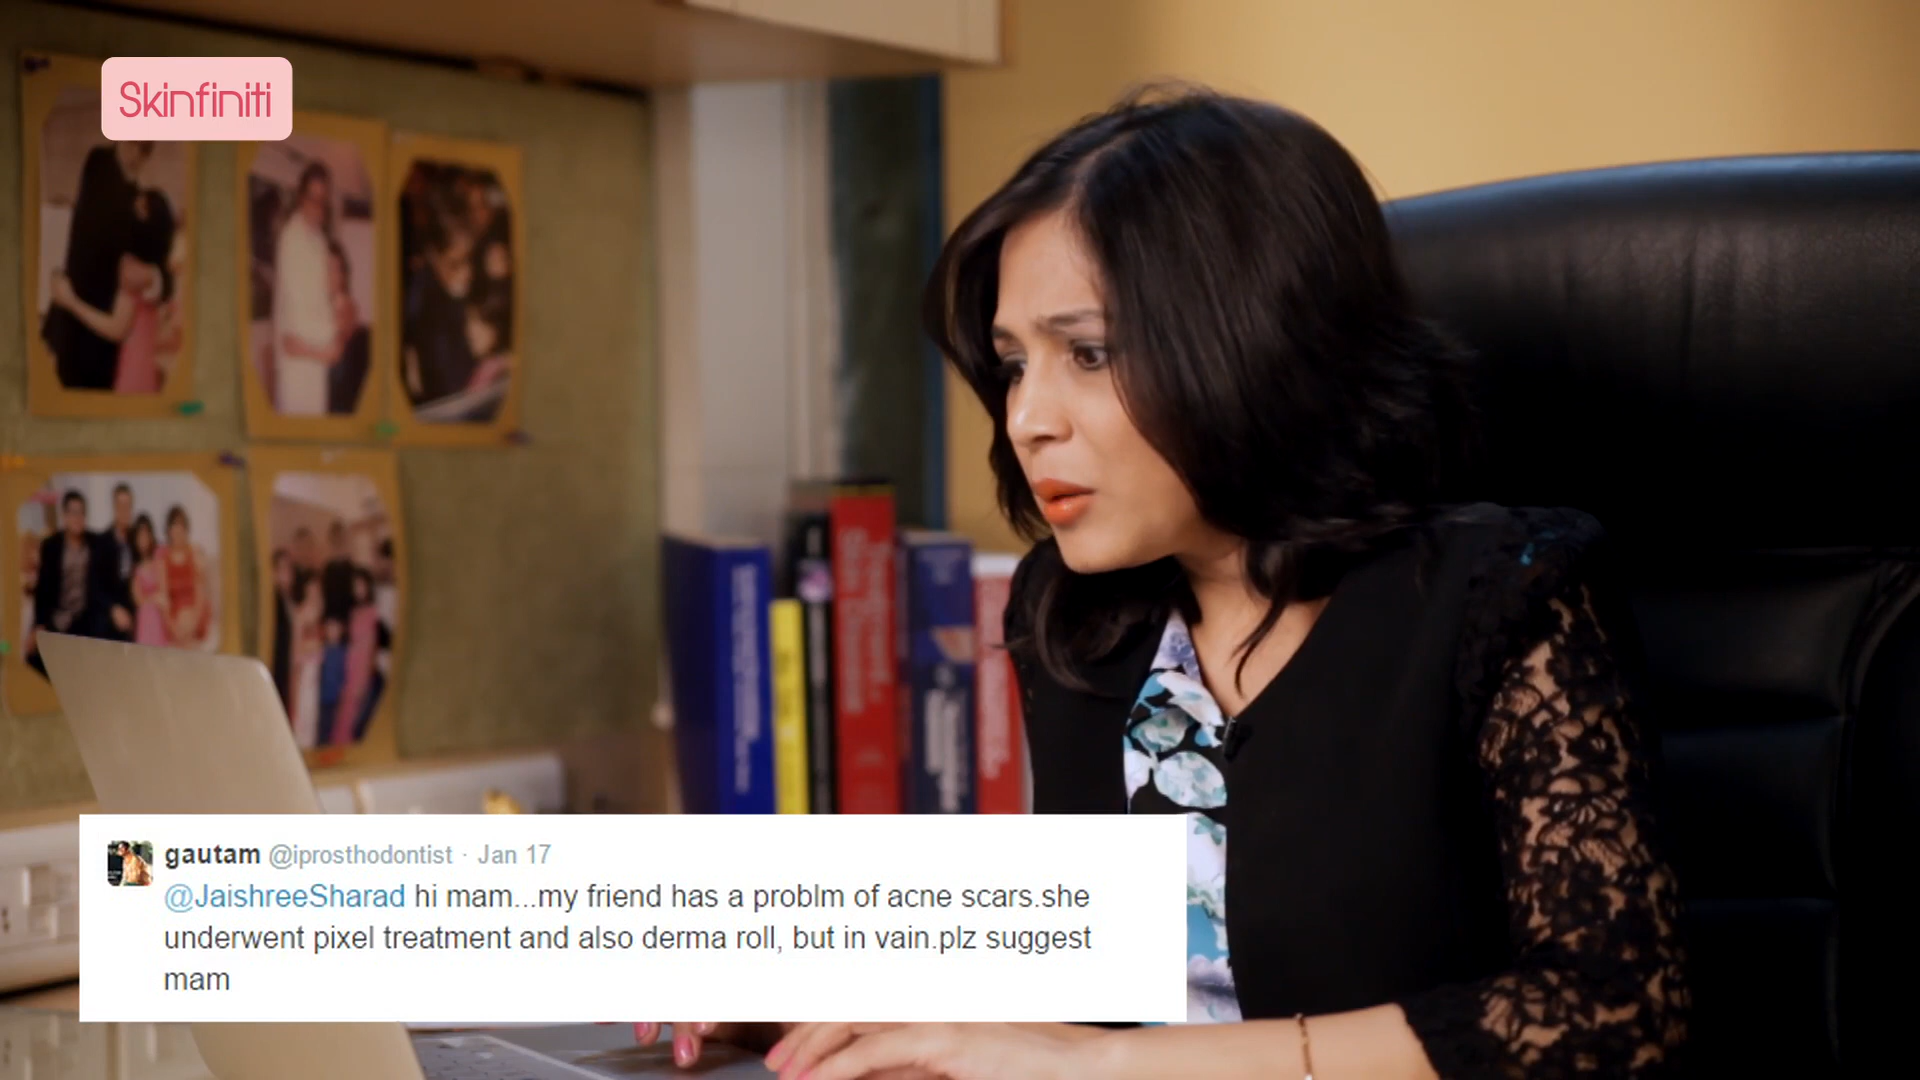 Skinfiniti
gautam @iprosthodontist · Jan 17
@JaishreeSharad hi mam...my friend has a problm of acne scars.she
underwent pixel treatment and also derma roll, but in vain.plz suggest
mam